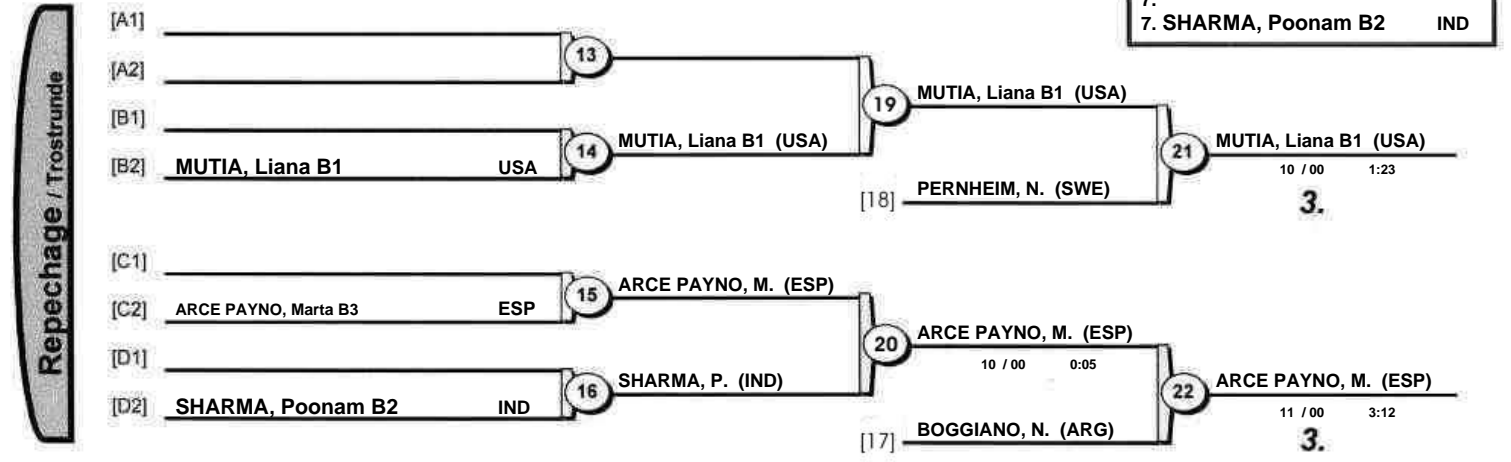 7.
7. SHARMA, Poonam B2 IND
Repechage / Trostrunde
[A1]
13
[A2]
[B1]
19
MUTIA, Liana B1 (USA)
14
MUTIA, Liana B1 (USA)
[B2] MUTIA, Liana B1 USA
21
MUTIA, Liana B1 (USA)
10 / 00 1:23
3.
[18] PERNHEIM, N. (SWE)
[C1]
15
ARCE PAYNO, M. (ESP)
[C2] ARCE PAYNO, Marta B3 ESP
20
ARCE PAYNO, M. (ESP)
10 / 00 0:05
[D1]
16
SHARMA, P. (IND)
[D2] SHARMA, Poonam B2 IND
22
ARCE PAYNO, M. (ESP)
11 / 00 3:12
3.
[17] BOGGIANO, N. (ARG)